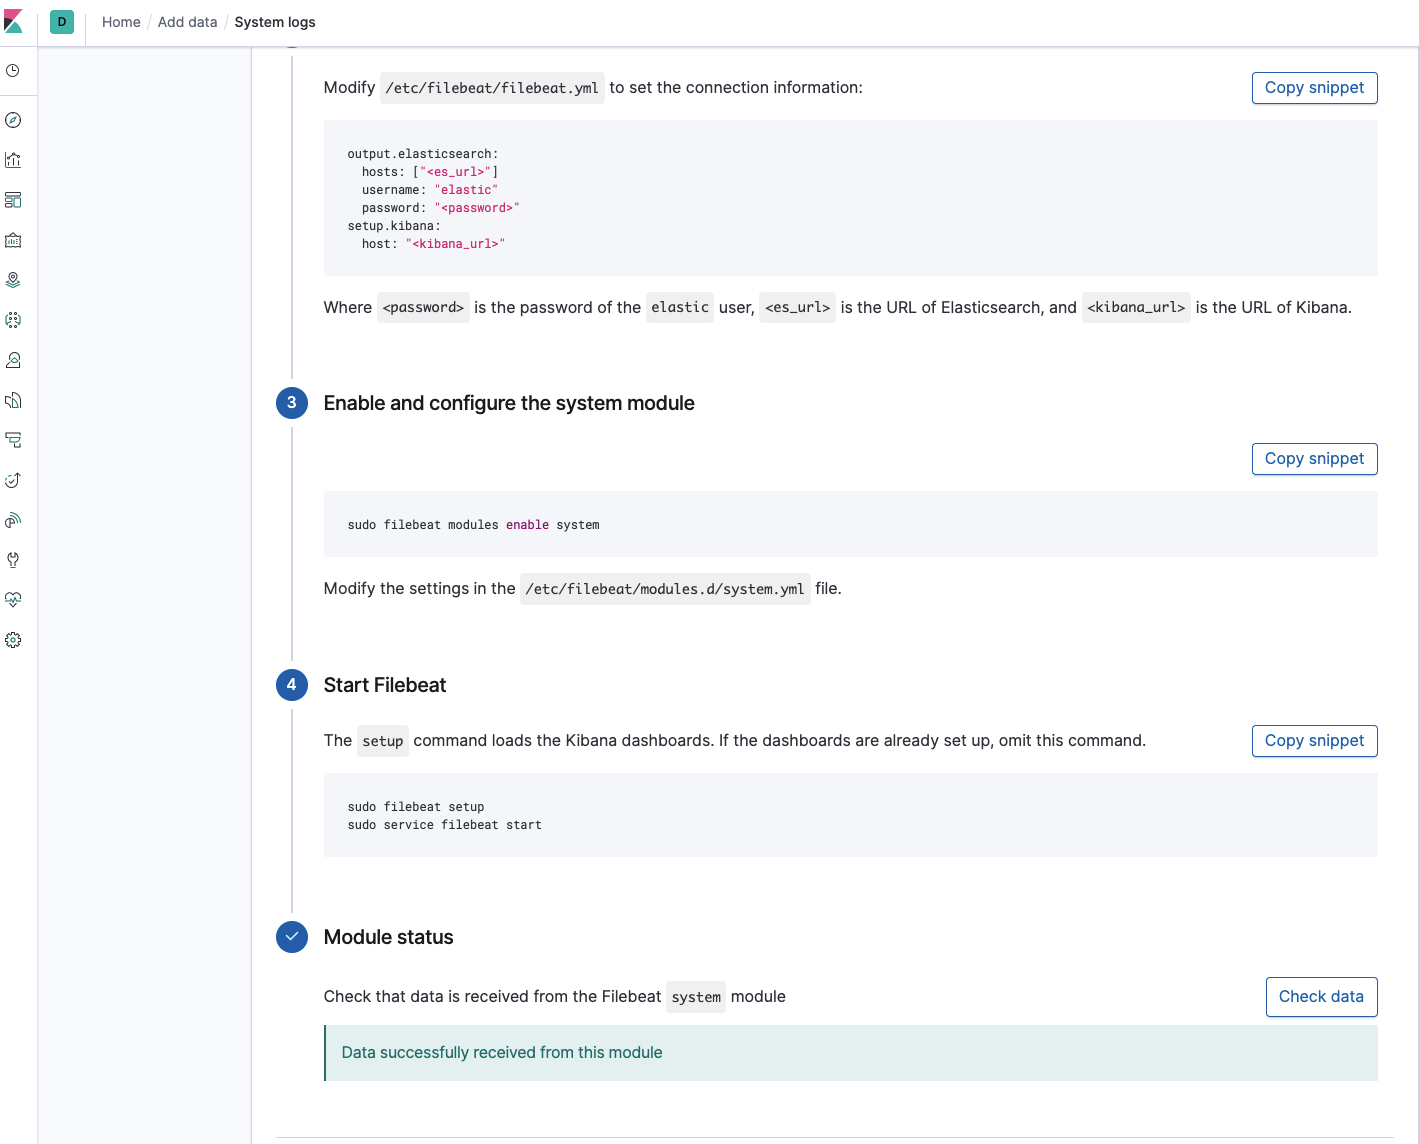 D
Home / Add data / System logs
Modify /etc/filebeat/filebeat.yml to set the connection information:
Copy snippet
output.elasticsearch:
  hosts: ["<es_url>"]
  username: "elastic"
  password: "<password>"
setup.kibana:
  host: "<kibana_url>"
Where <password> is the password of the elastic user, <es_url> is the URL of Elasticsearch, and <kibana_url> is the URL of Kibana.
3 Enable and configure the system module
Copy snippet
sudo filebeat modules enable system
Modify the settings in the /etc/filebeat/modules.d/system.yml file.
4 Start Filebeat
The setup command loads the Kibana dashboards. If the dashboards are already set up, omit this command.
Copy snippet
sudo filebeat setup
sudo service filebeat start
Module status
Check that data is received from the Filebeat system module
Check data
Data successfully received from this module